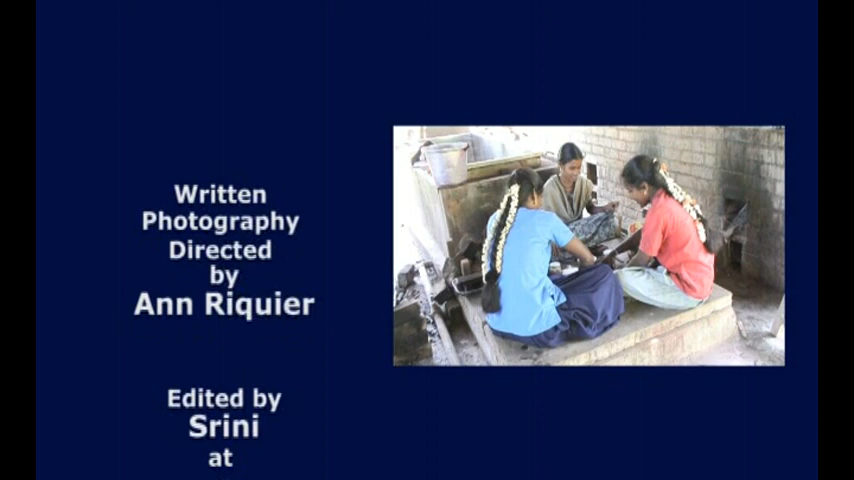 Written
Photography
Directed
by
Ann Riquier
Edited by
Srini
at